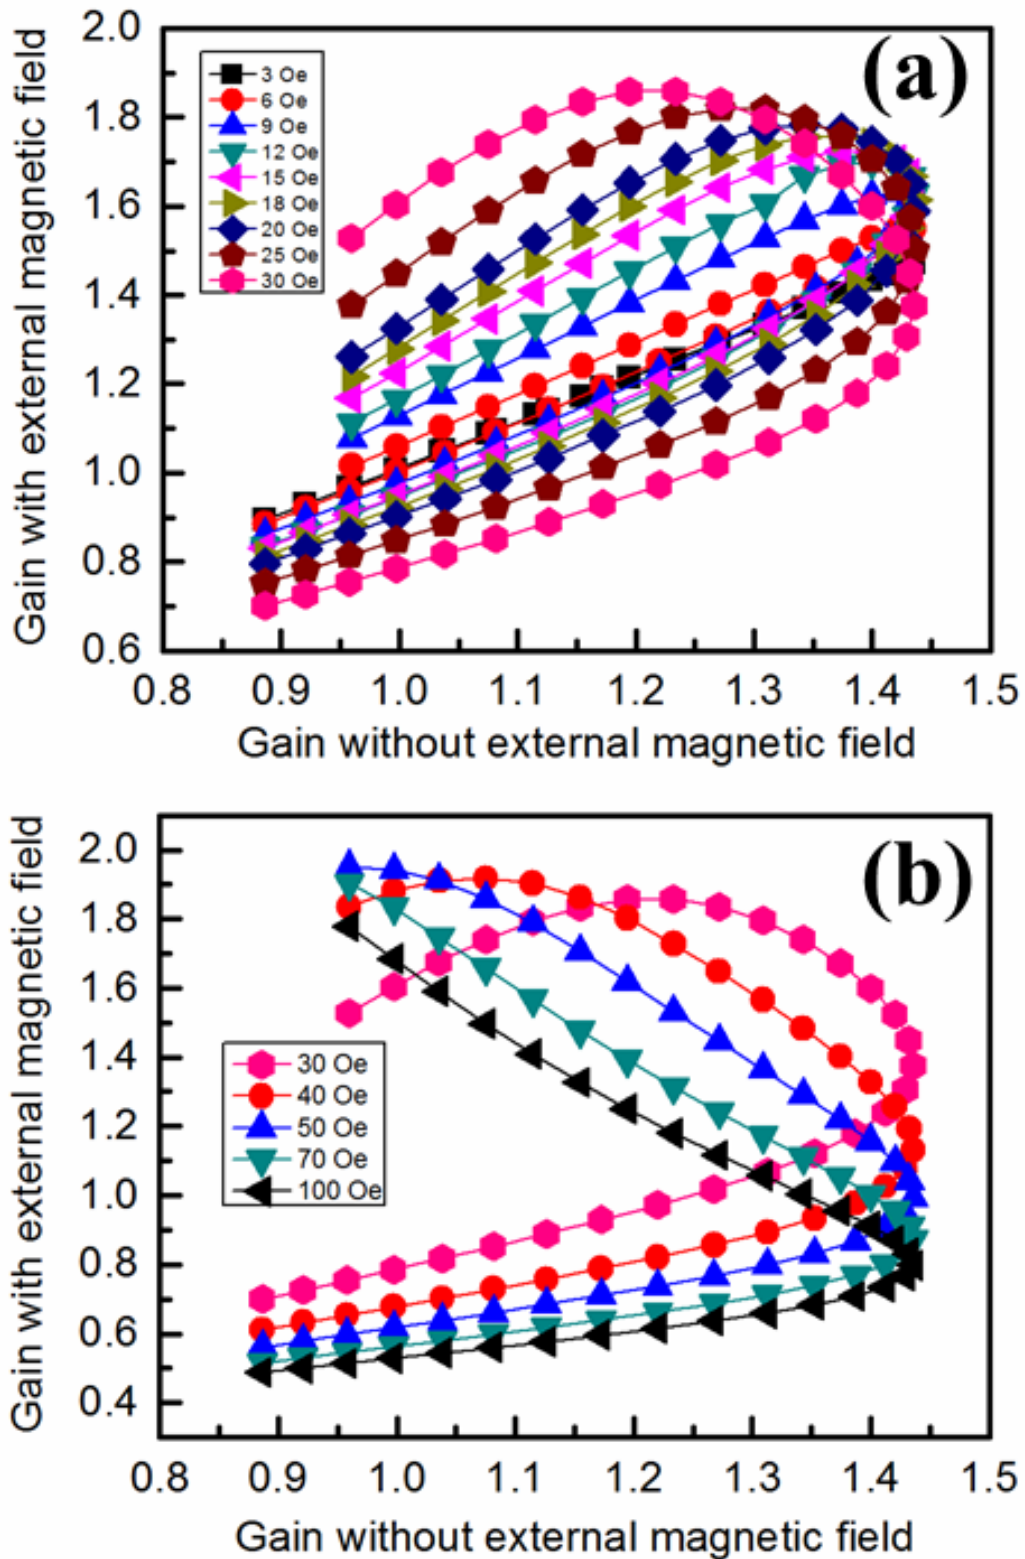 (a)
Gain with external magnetic field
2.0
1.8
1.6
1.4
1.2
1.0
0.8
0.6
3 Oe
6 Oe
9 Oe
12 Oe
15 Oe
18 Oe
20 Oe
25 Oe
30 Oe
0.8 0.9 1.0 1.1 1.2 1.3 1.4 1.5
Gain without external magnetic field
(b)
Gain with external magnetic field
2.0
1.8
1.6
1.4
1.2
1.0
0.8
0.6
0.4
30 Oe
40 Oe
50 Oe
70 Oe
100 Oe
0.8 0.9 1.0 1.1 1.2 1.3 1.4 1.5
Gain without external magnetic field